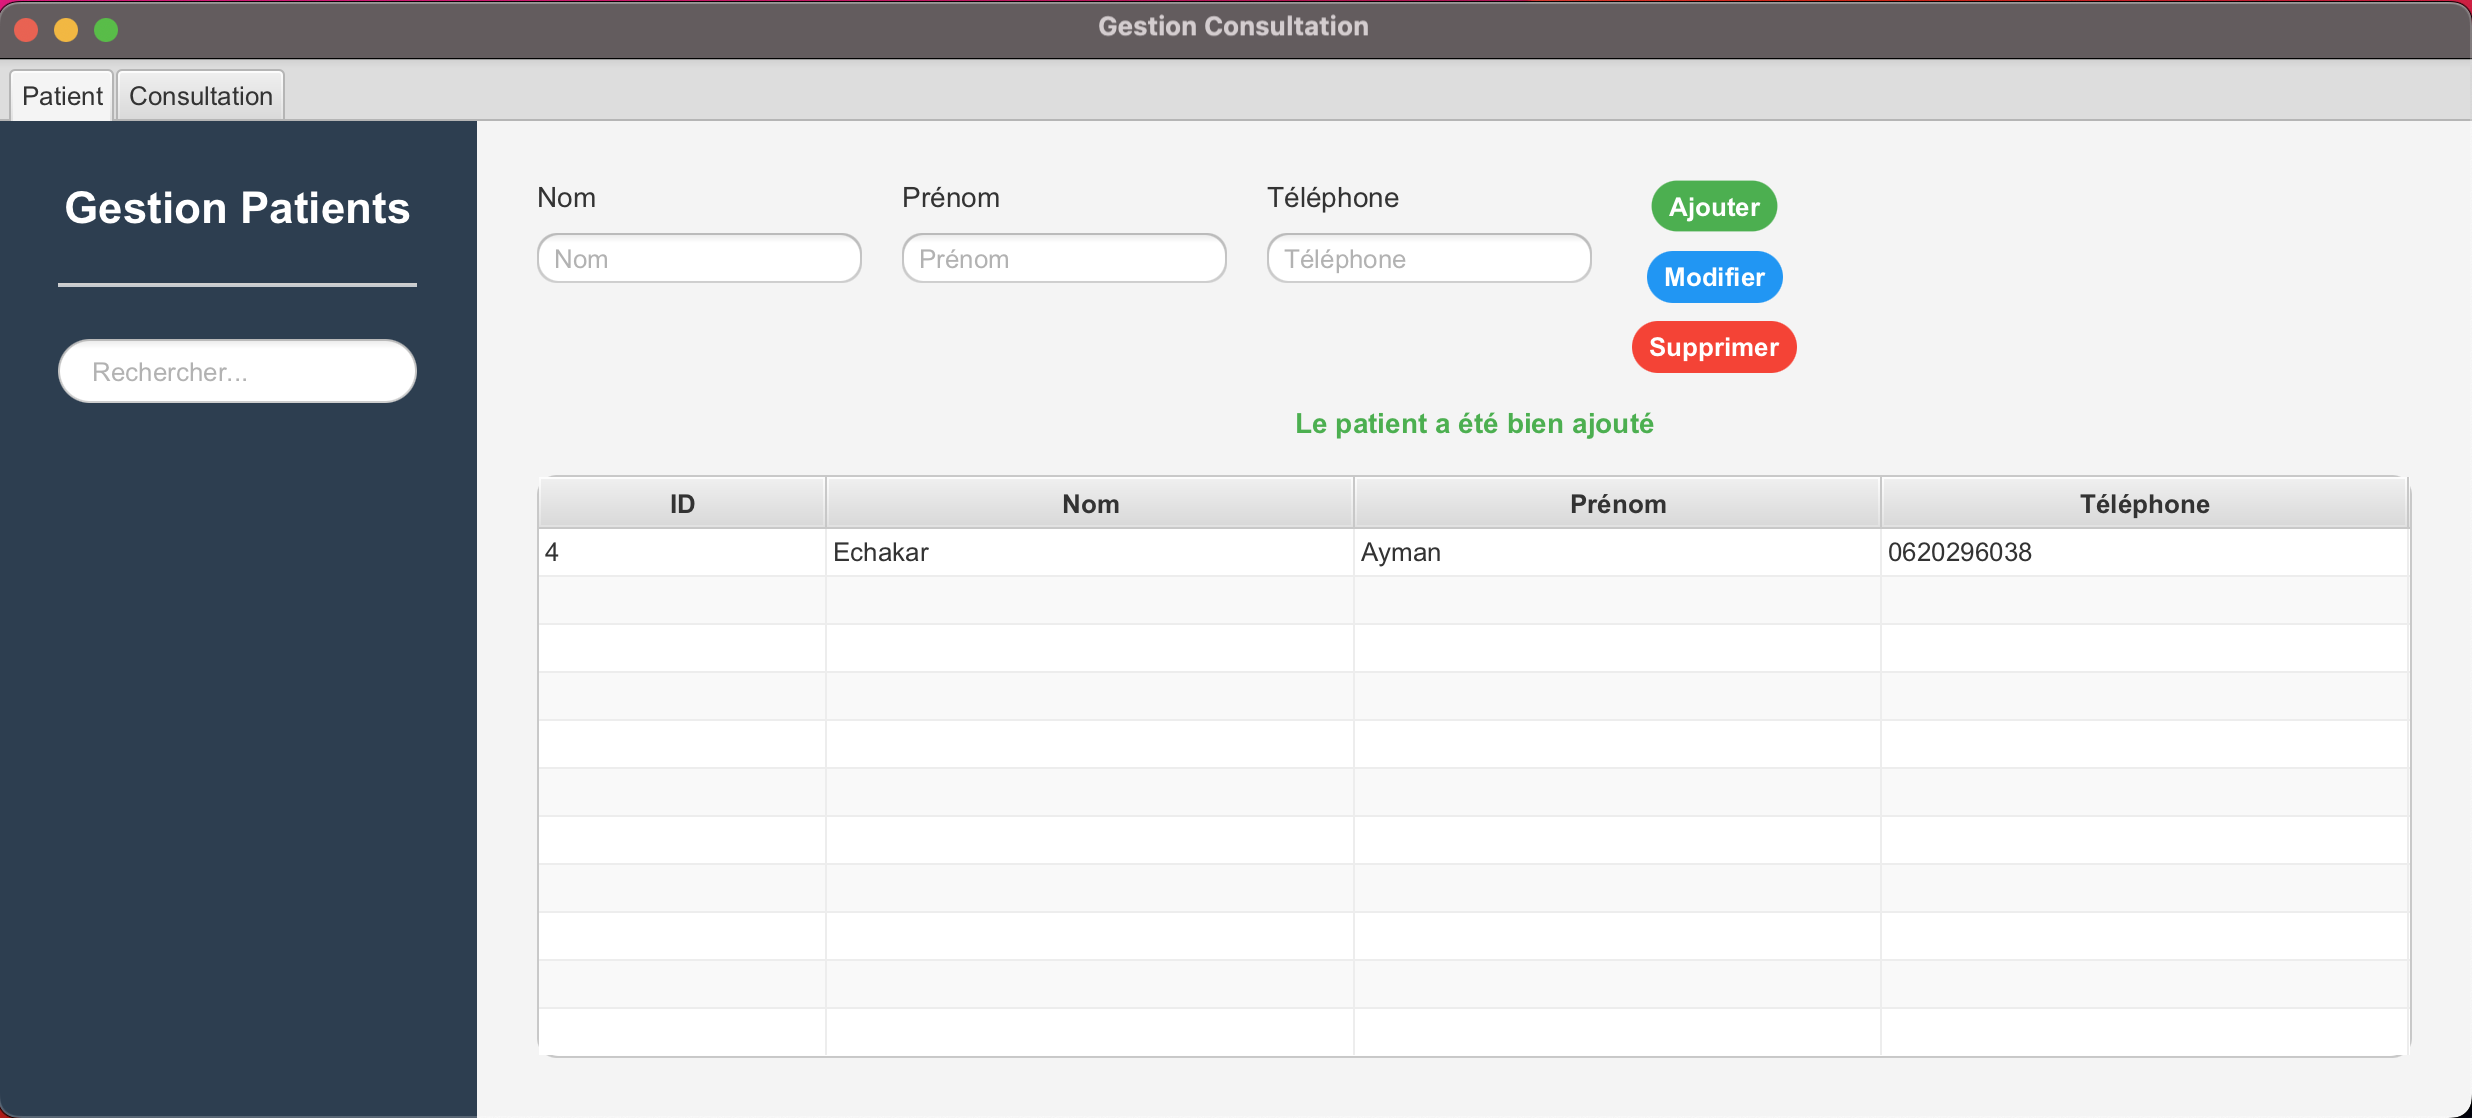 Gestion Consultation
Patient Consultation
Gestion Patients
Rechercher...
Nom Prénom Téléphone
Nom Prénom Téléphone
Ajouter
Modifier
Supprimer
Le patient a été bien ajouté
ID Nom Prénom Téléphone
4 Echakar Ayman 0620296038